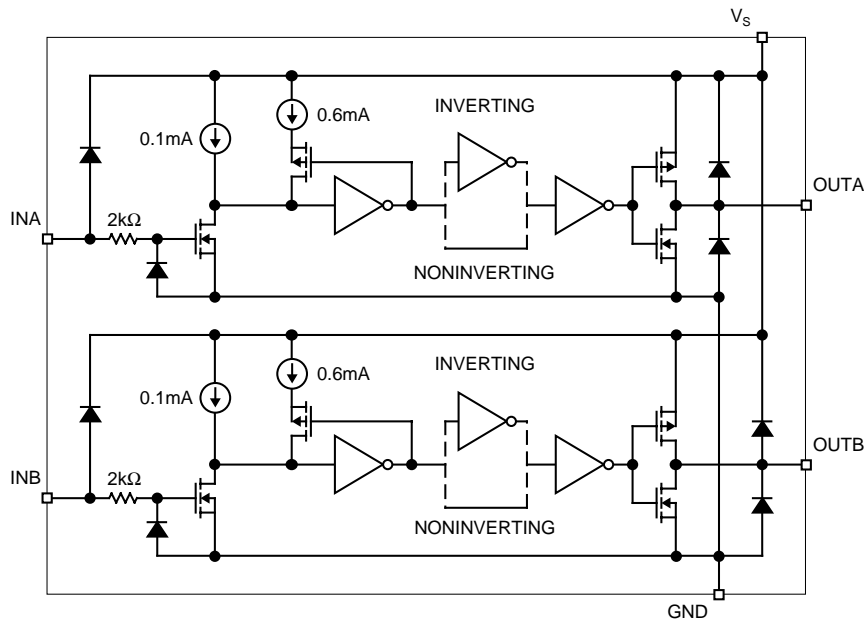 V_S
INVERTING
0.6mA
0.1mA
OUTA
INA
2kΩ
NONINVERTING
INVERTING
0.6mA
0.1mA
OUTB
INB
2kΩ
NONINVERTING
GND